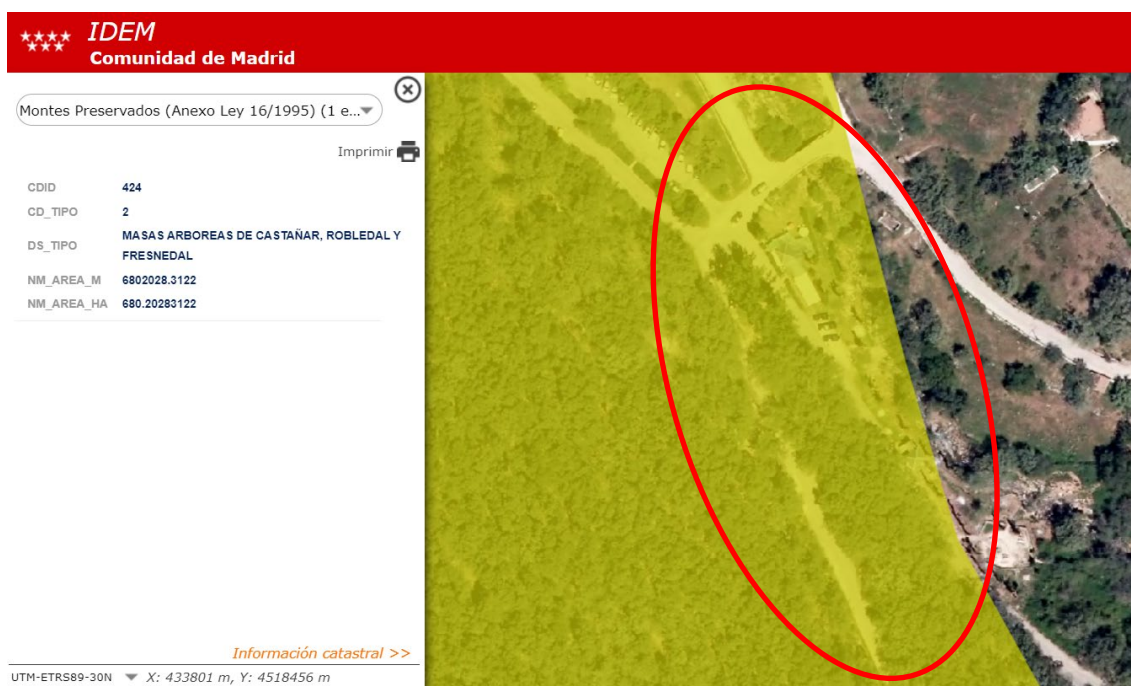 IDEM
Comunidad de Madrid
Montes Preservados (Anexo Ley 16/1995) (1 e...
Imprimir
CDID 424
CD_TIPO 2
DS_TIPO MASAS ARBOREAS DE CASTAÑAR, ROBLEDAL Y
FRESNEDAL
NM_AREA_M 6802028.3122
NM_AREA_HA 680.20283122
Información catastral >>
UTM-ETRS89-30N X: 433801 m, Y: 4518456 m